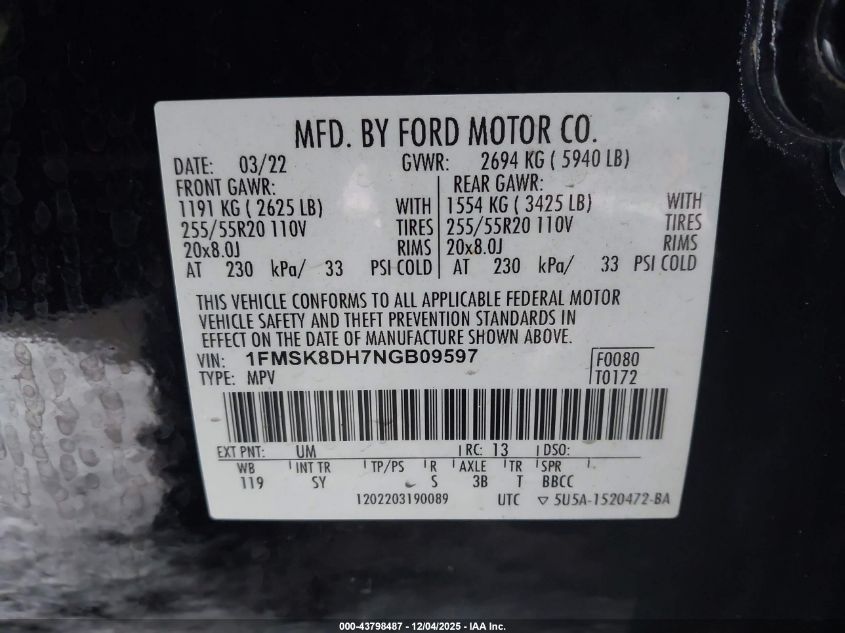 MFD. BY FORD MOTOR CO.
DATE: 03/22 GVWR: 2694 KG ( 5940 LB)
FRONT GAWR: REAR GAWR:
1191 KG ( 2625 LB) WITH 1554 KG ( 3425 LB) WITH
255/55R20 110V TIRES 255/55R20 110V TIRES
20x8.0J RIMS 20x8.0J RIMS
AT 230 kPa/ 33 PSI COLD AT 230 kPa/ 33 PSI COLD
THIS VEHICLE CONFORMS TO ALL APPLICABLE FEDERAL MOTOR
VEHICLE SAFETY AND THEFT PREVENTION STANDARDS IN
EFFECT ON THE DATE OF MANUFACTURE SHOWN ABOVE.
VIN: 1FMSK8DH7NGB09597 F0080
TYPE: MPV T0172
EXT PNT: UM RC: 13 DSO:
WB INT TR TP/PS R AXLE TR SPR
119 SY S 3B T BBCC
1202203190089 UTC ▽ 5U5A-1520472-BA
000-43798487 - 12/04/2025 - IAA Inc.